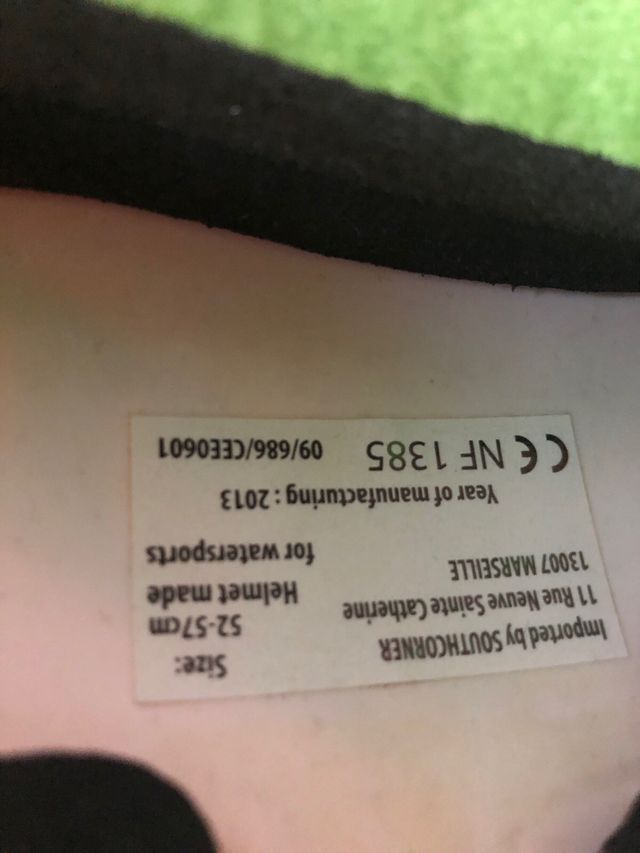 Imported by SOUTHCORNER
11 Rue Neuve Sainte Catherine
13007 MARSEILLE
Size:
52-57cm
Helmet made
for watersports
Year of manufacturing : 2013
CE NF 1385 09/686/CEE0601